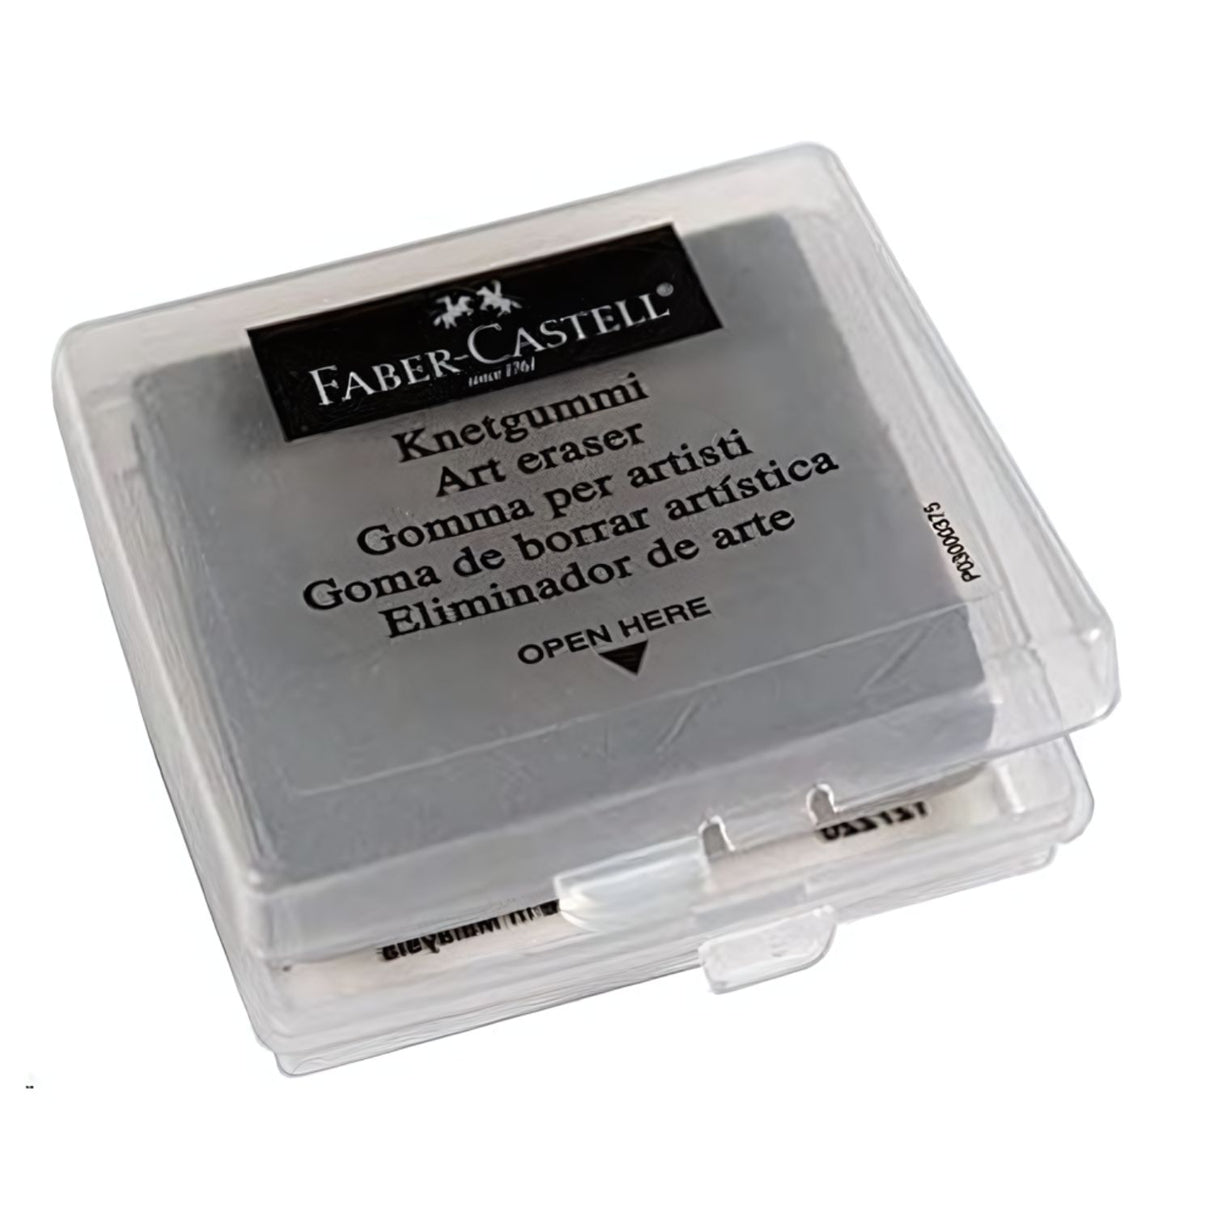 FABER-CASTELL®
since 1761
Knetgummi
Art eraser
Gomma per artisti
Goma de borrar artística
Eliminador de arte
OPEN HERE